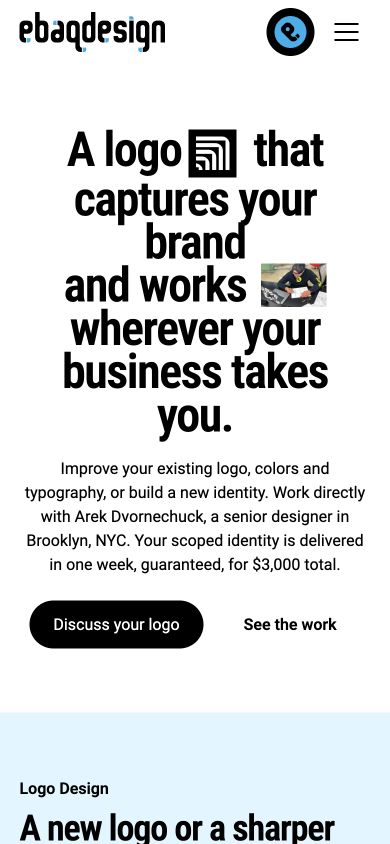 ebaqdesign
A logo that
captures your
brand
and works
wherever your
business takes
you.
Improve your existing logo, colors and
typography, or build a new identity. Work directly
with Arek Dvornechuck, a senior designer in
Brooklyn, NYC. Your scoped identity is delivered
in one week, guaranteed, for $3,000 total.
Discuss your logo
See the work
Logo Design
A new logo or a sharper